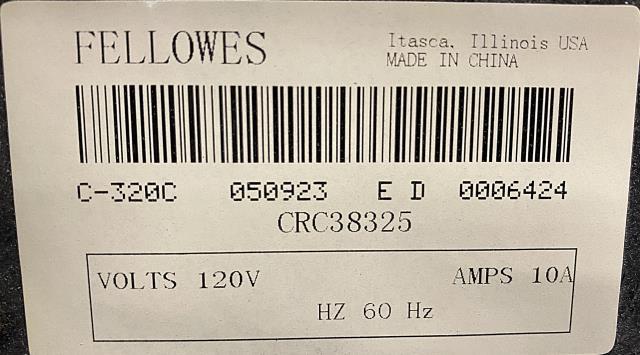 FELLOWES
Itasca, Illinois USA
MADE IN CHINA
C-320C 050923 E D 0006424
CRC38325
VOLTS 120V AMPS 10A
HZ 60 Hz